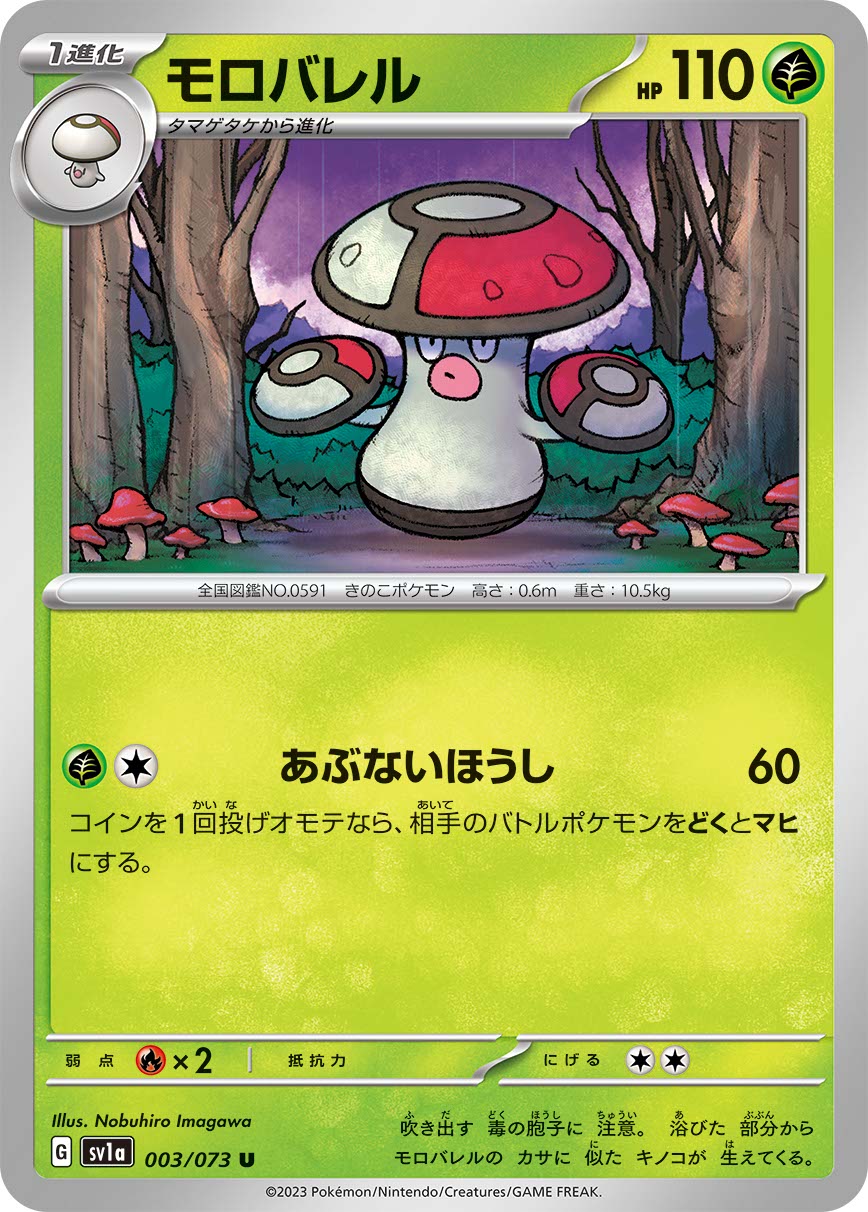 1進化
モロバレル
HP 110
タマゲタケから進化
全国図鑑NO.0591 きのこポケモン 高さ：0.6m 重さ：10.5kg
あぶないほうし 60
コインを1回投げオモテなら、相手のバトルポケモンをどくとマヒ
にする。
弱点 ×2 抵抗力 にげる
Illus. Nobuhiro Imagawa
吹き出す 毒の胞子に 注意。 浴びた 部分から
モロバレルの カサに 似た キノコが 生えてくる。
G sv1a 003/073 U
©2023 Pokémon/Nintendo/Creatures/GAME FREAK.